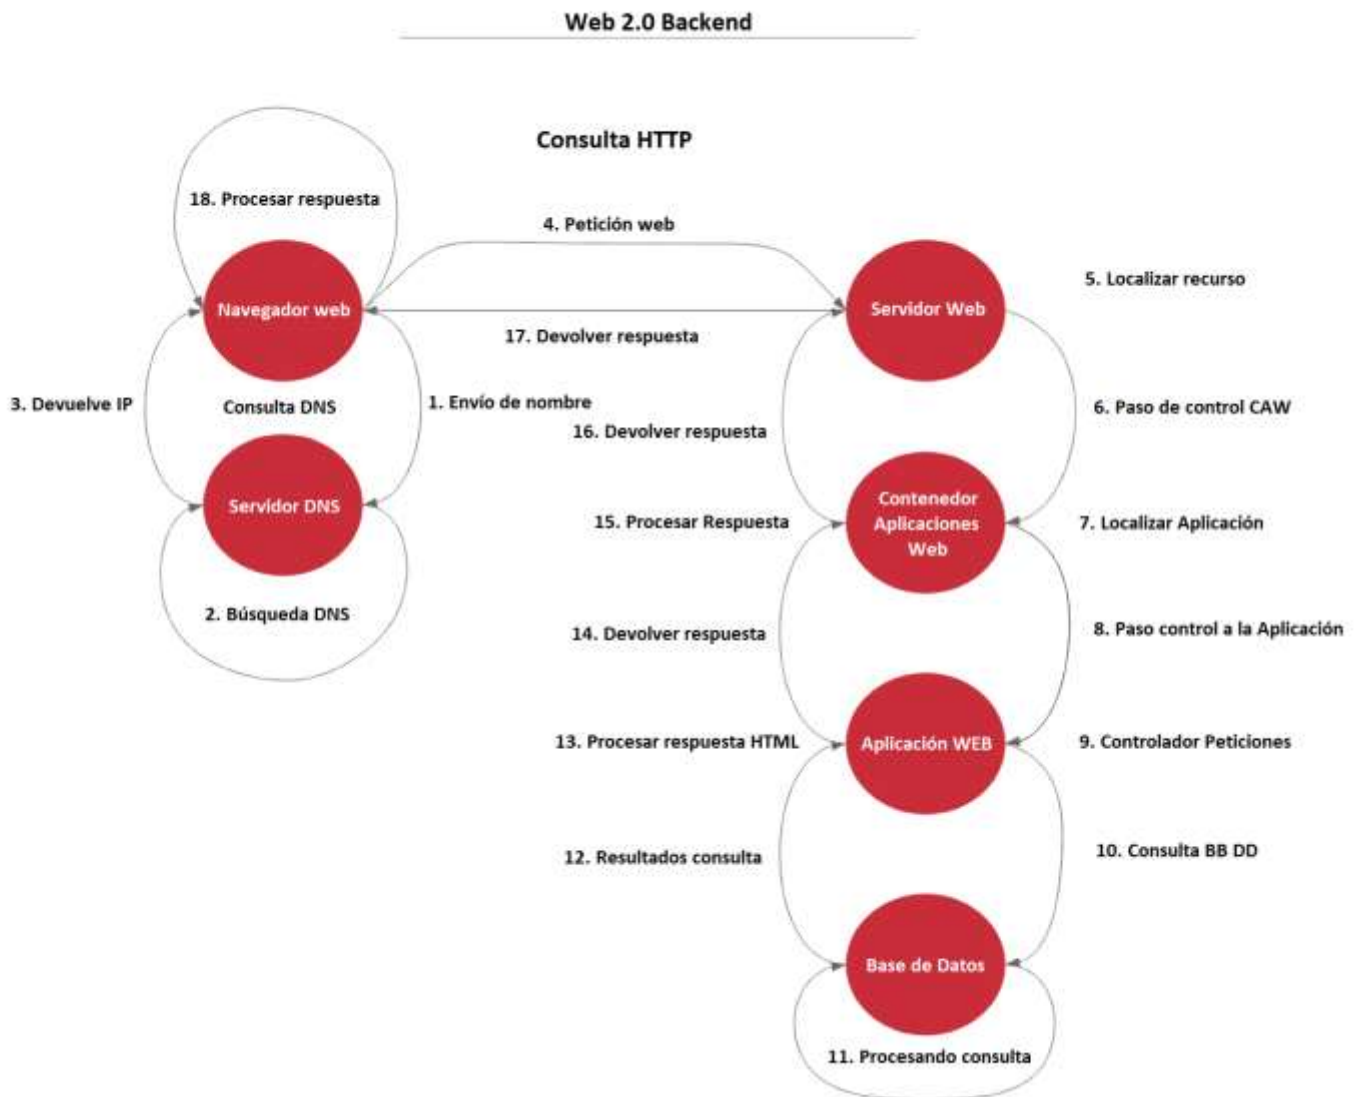 Web 2.0 Backend
Consulta HTTP
18. Procesar respuesta
4. Petición web
Navegador web
Servidor Web
5. Localizar recurso
17. Devolver respuesta
3. Devuelve IP
Consulta DNS
1. Envío de nombre
6. Paso de control CAW
16. Devolver respuesta
Servidor DNS
Contenedor
Aplicaciones
Web
15. Procesar Respuesta
7. Localizar Aplicación
2. Búsqueda DNS
14. Devolver respuesta
8. Paso control a la Aplicación
13. Procesar respuesta HTML
Aplicación WEB
9. Controlador Peticiones
12. Resultados consulta
10. Consulta BB DD
Base de Datos
11. Procesando consulta